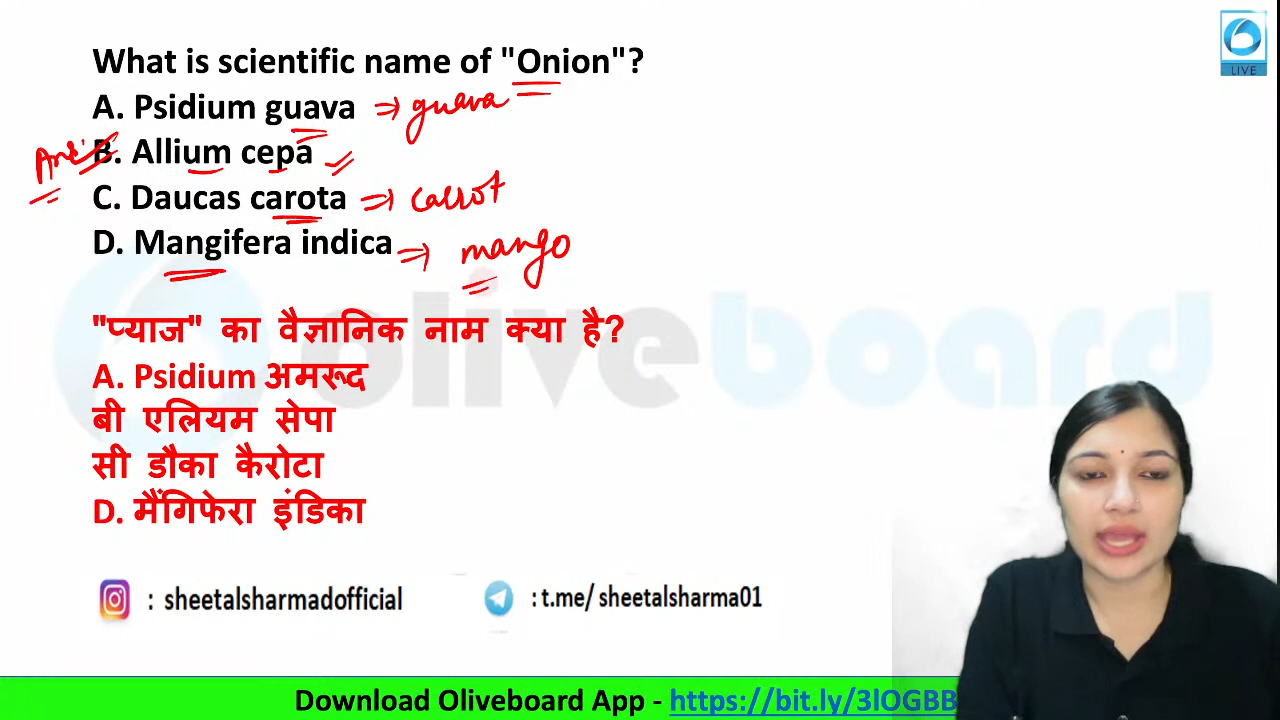 LIVE
What is scientific name of "Onion"?
A. Psidium guava ⇒ guava
Ans B. Allium cepa
C. Daucas carota ⇒ carrot
D. Mangifera indica ⇒ mango
"प्याज" का वैज्ञानिक नाम क्या है?
A. Psidium अमरूद
बी एलियम सेपा
सी डौका कैरोटा
D. मैंगिफेरा इंडिका
oliveboard
: sheetalsharmadofficial : t.me/ sheetalsharma01
Download Oliveboard App - https://bit.ly/3lOGBB